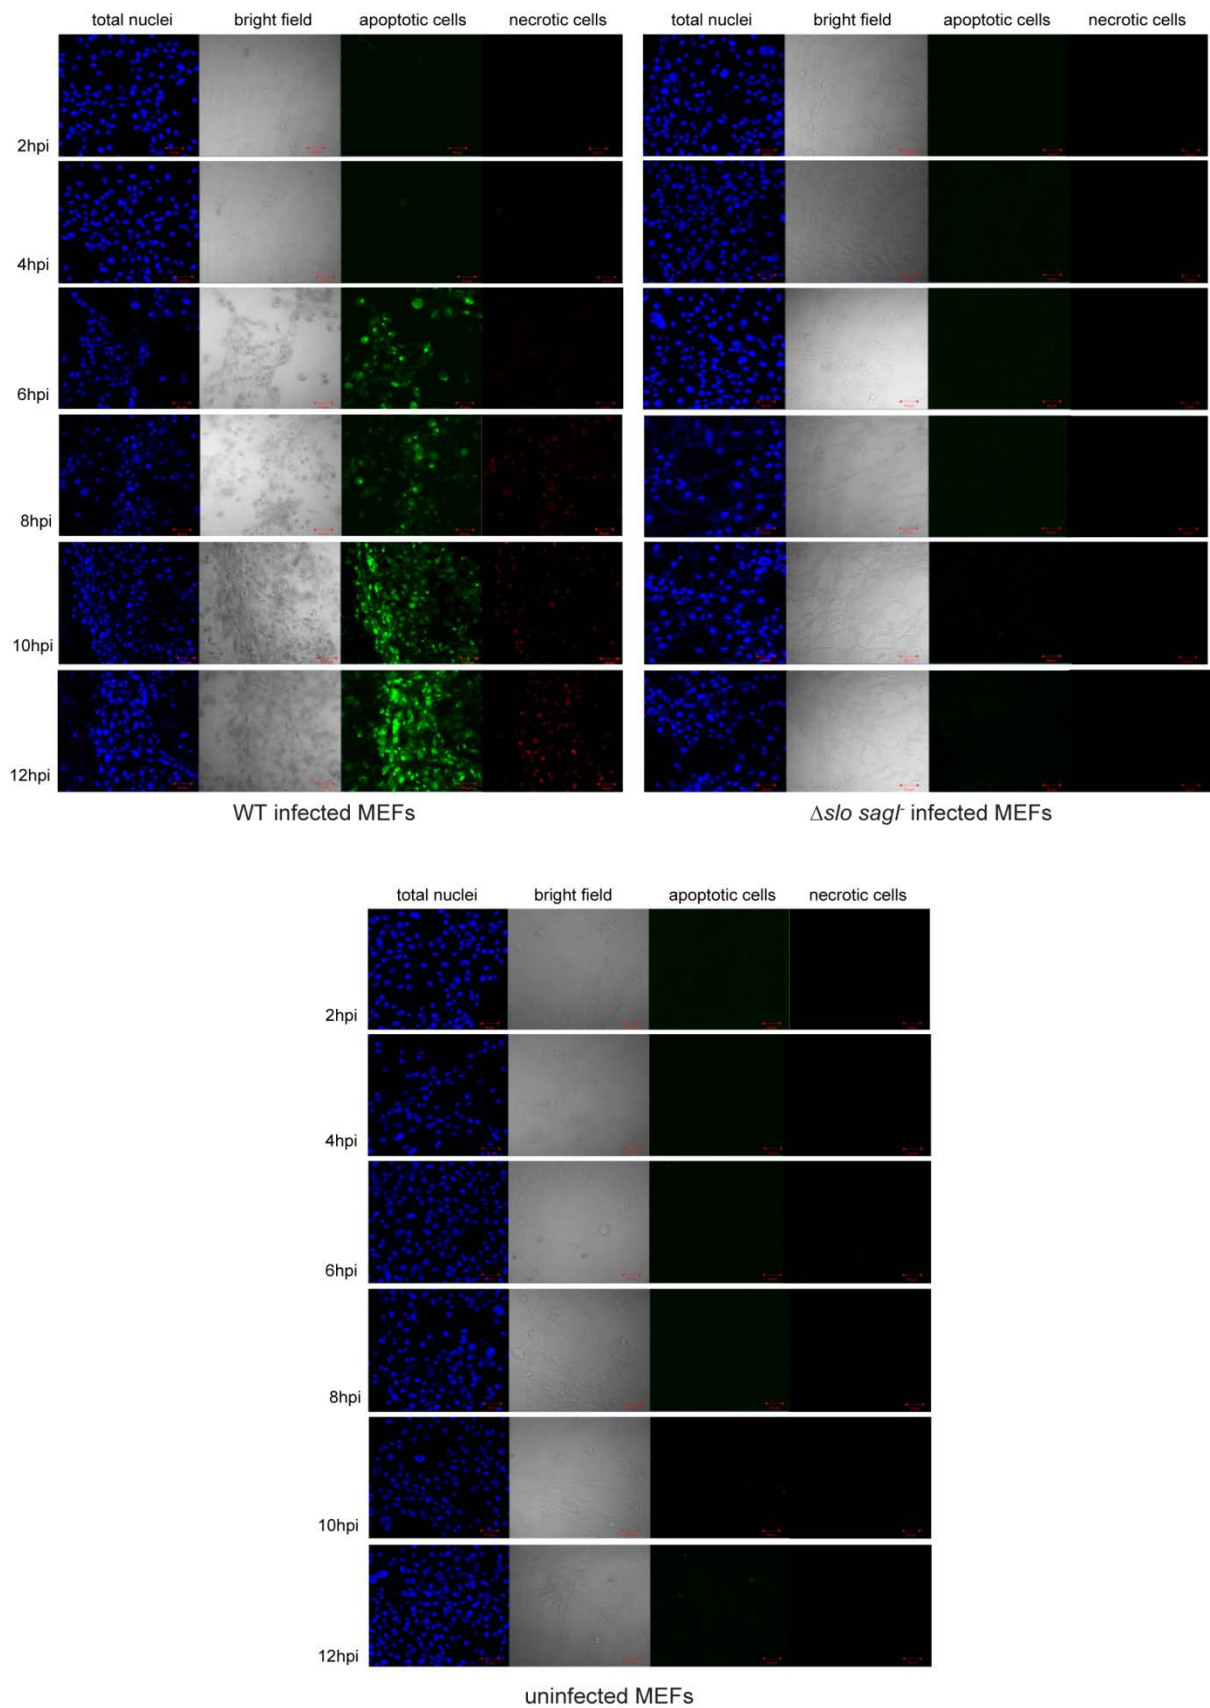 total nuclei bright field apoptotic cells necrotic cells
total nuclei bright field apoptotic cells necrotic cells
2hpi
4hpi
6hpi
8hpi
10hpi
12hpi
WT infected MEFs
Δslo sagI- infected MEFs
total nuclei bright field apoptotic cells necrotic cells
2hpi
4hpi
6hpi
8hpi
10hpi
12hpi
uninfected MEFs